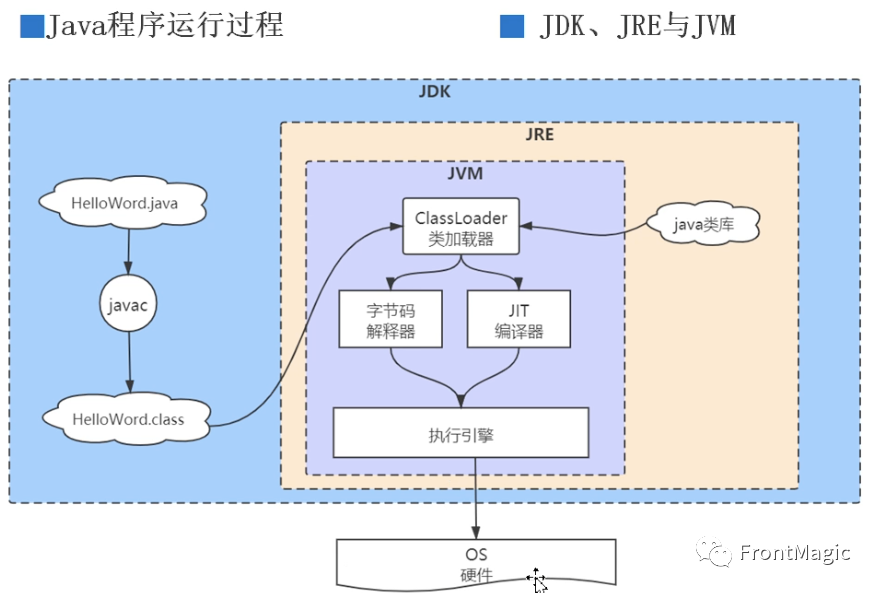 Java程序运行过程
JDK、JRE与JVM
JDK
JRE
JVM
HelloWord.java
ClassLoader
类加载器
java类库
javac
字节码
解释器
JIT
编译器
HelloWord.class
执行引擎
OS
硬件
FrontMagic